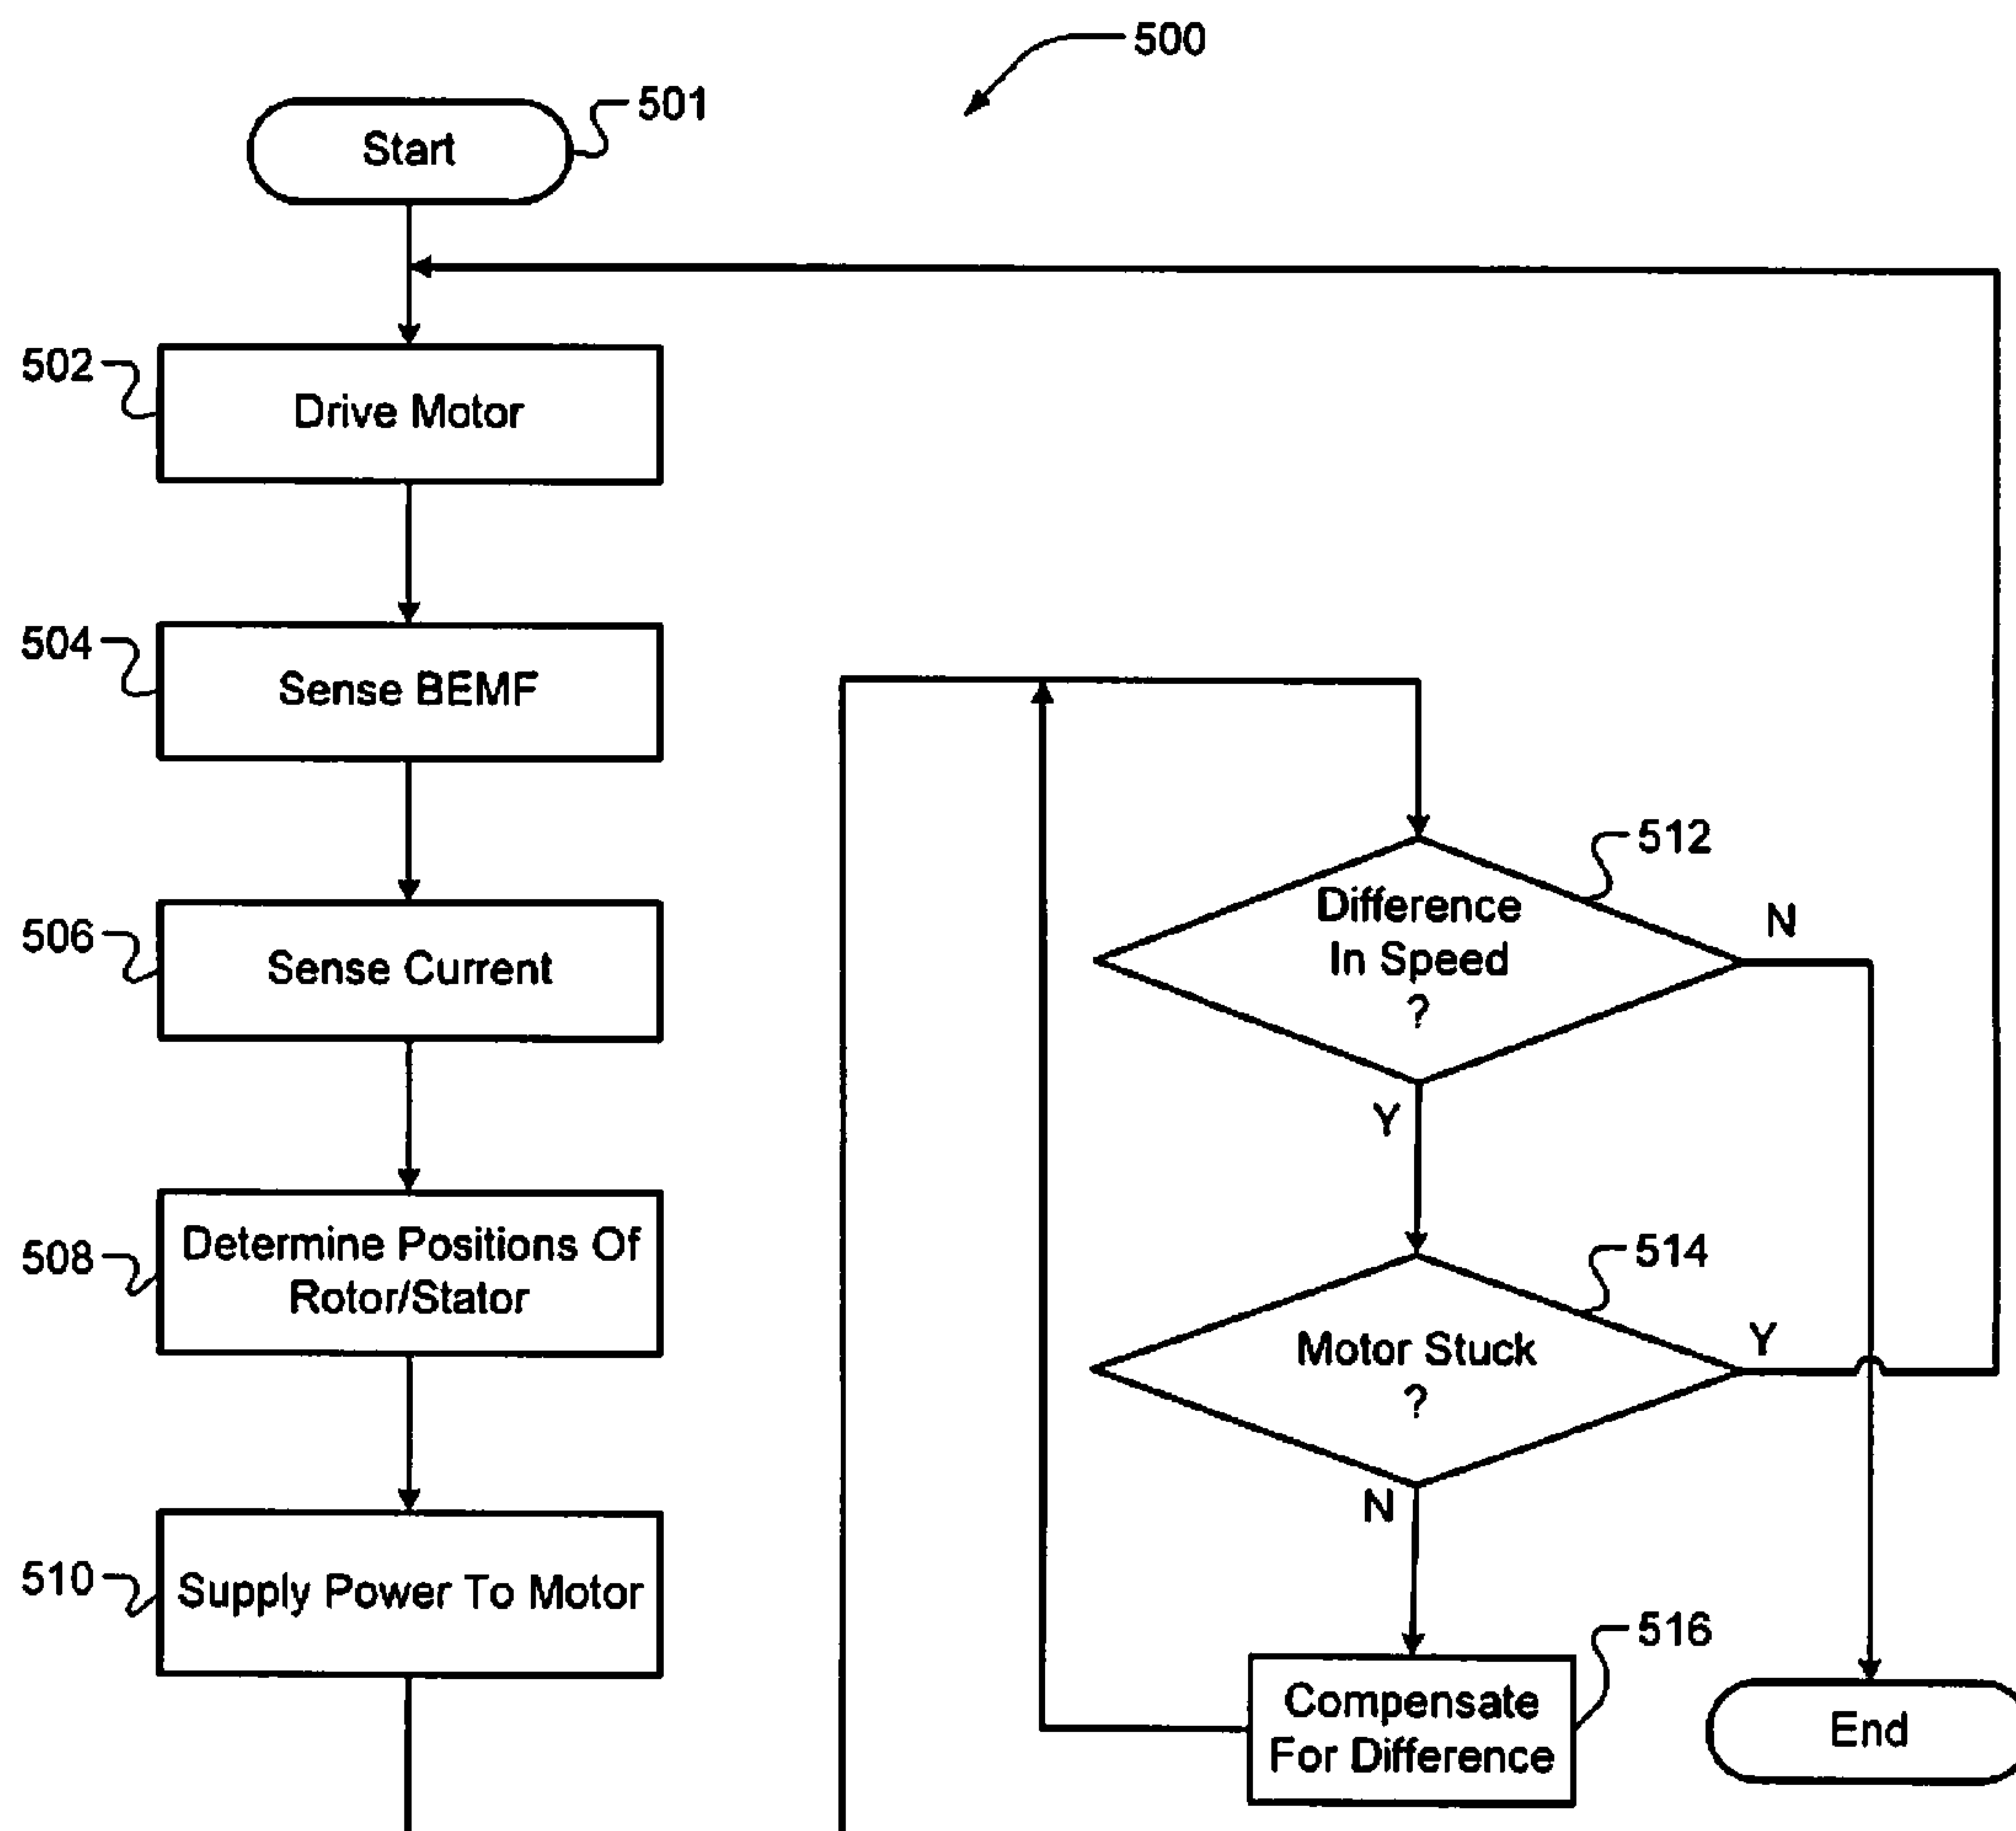 500
Start
501
502
Drive Motor
504
Sense BEMF
506
Sense Current
508
Determine Positions Of
Rotor/Stator
510
Supply Power To Motor
512
Difference
In Speed
?
N
Y
514
Motor Stuck
?
Y
N
516
Compensate
For Difference
End